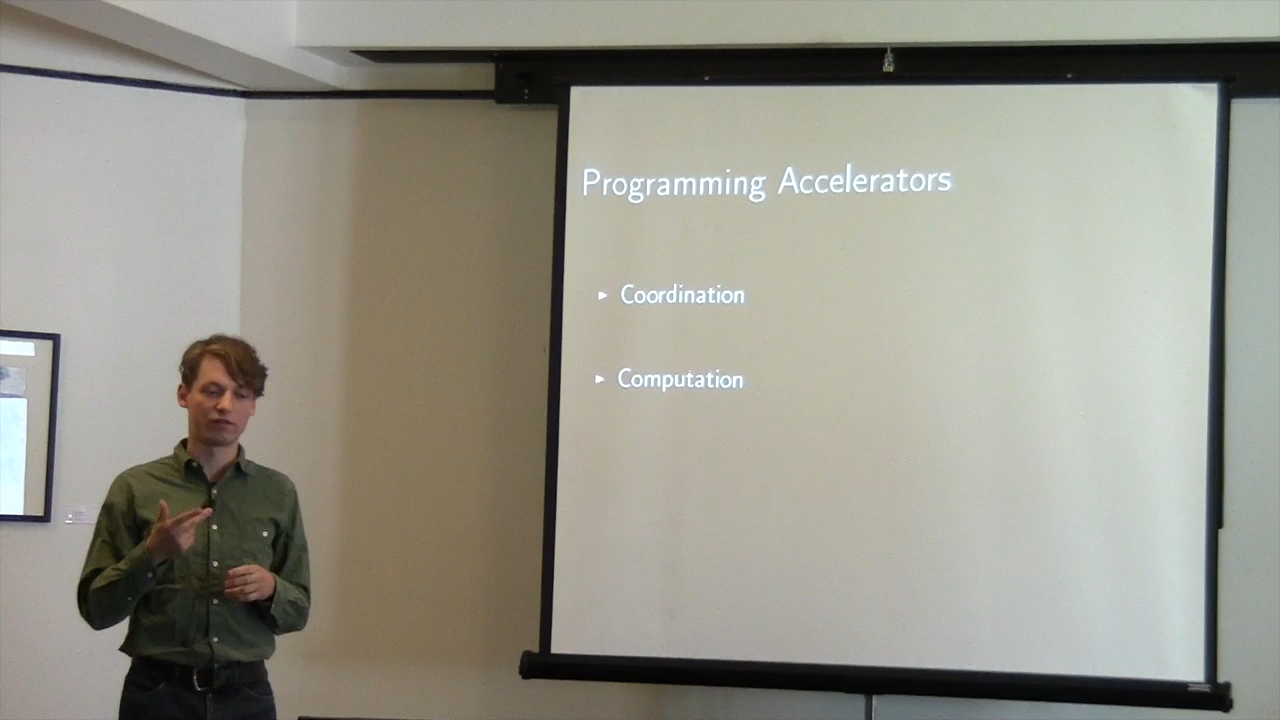 Programming Accelerators
▸ Coordination
▸ Computation